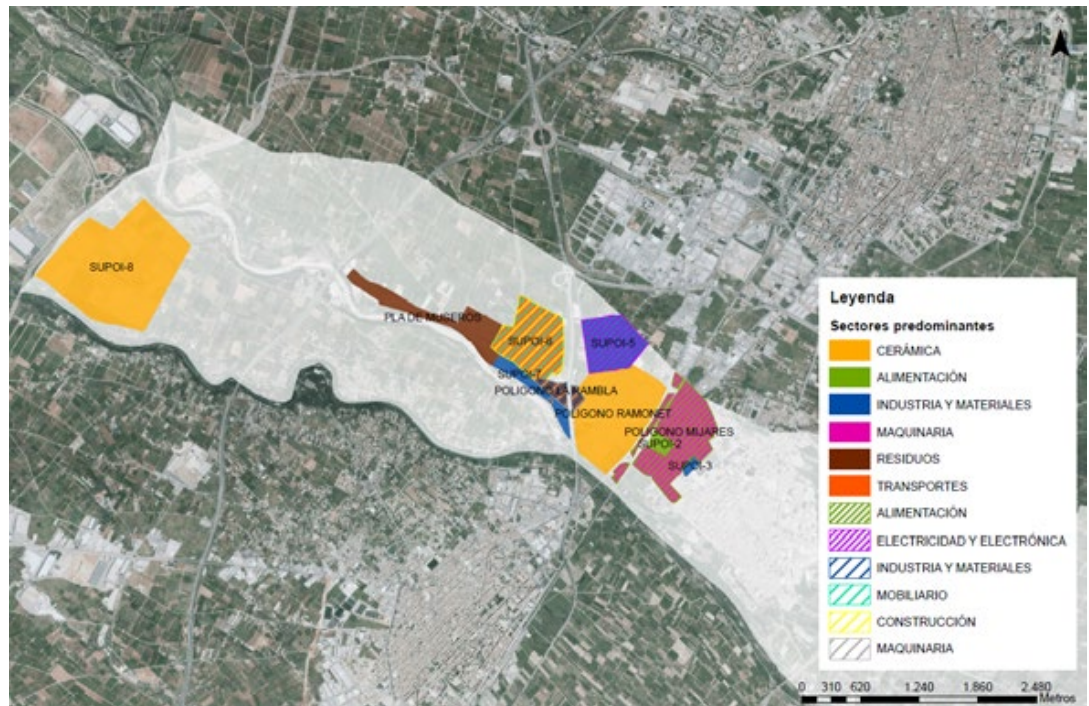 SUPOI-8
PLA DE MUSEROS
SUPOI-6
SUPOI-5
SUPOI-7
POLIGONO LA RAMBLA
POLIGONO RAMONET
POLIGONO MIJARES
SUPOI-2
SUPOI-3
Leyenda
Sectores predominantes
CERÁMICA
ALIMENTACIÓN
INDUSTRIA Y MATERIALES
MAQUINARIA
RESIDUOS
TRANSPORTES
ALIMENTACIÓN
ELECTRICIDAD Y ELECTRÓNICA
INDUSTRIA Y MATERIALES
MOBILIARIO
CONSTRUCCIÓN
MAQUINARIA
0 310 620 1.240 1.860 2.480
Metros